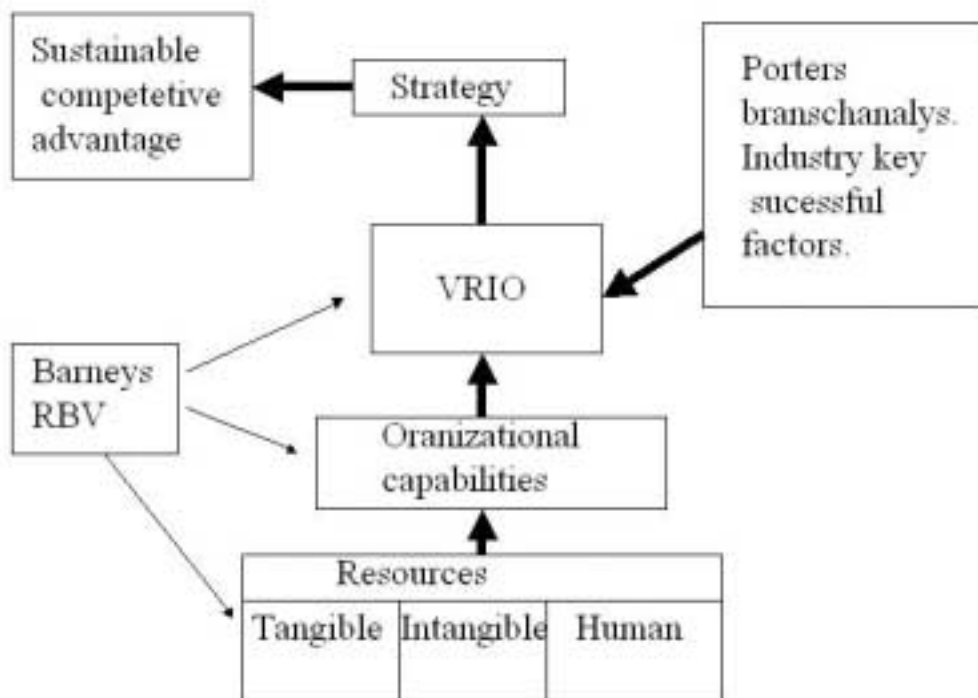 Sustainable
competetive
advantage
Strategy
Porters
branschanalys.
Industry key
sucessful
factors.
VRIO
Barneys
RBV
Oranizational
capabilities
Resources
Tangible
Intangible
Human